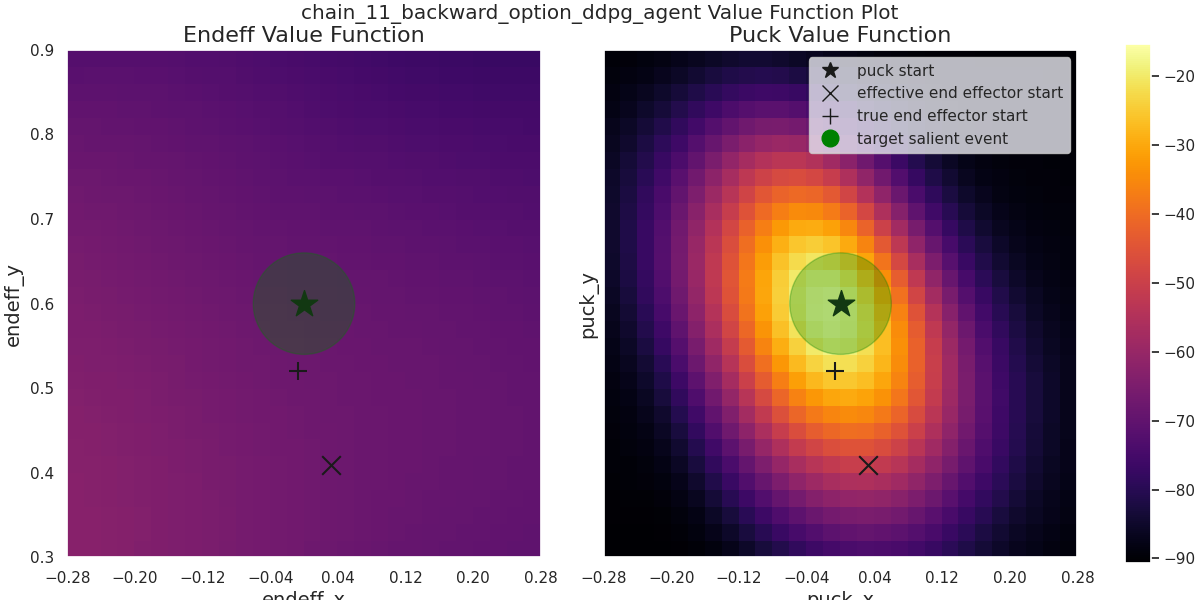 chain_11_backward_option_ddpg_agent Value Function Plot
Endeff Value Function
Puck Value Function
puck start
effective end effector start
true end effector start
target salient event
endeff_y
0.9
0.8
0.7
0.6
0.5
0.4
0.3
−0.28 −0.20 −0.12 −0.04 0.04 0.12 0.20 0.28
endeff_x
puck_y
−0.28 −0.20 −0.12 −0.04 0.04 0.12 0.20 0.28
puck_x
−20
−30
−40
−50
−60
−70
−80
−90